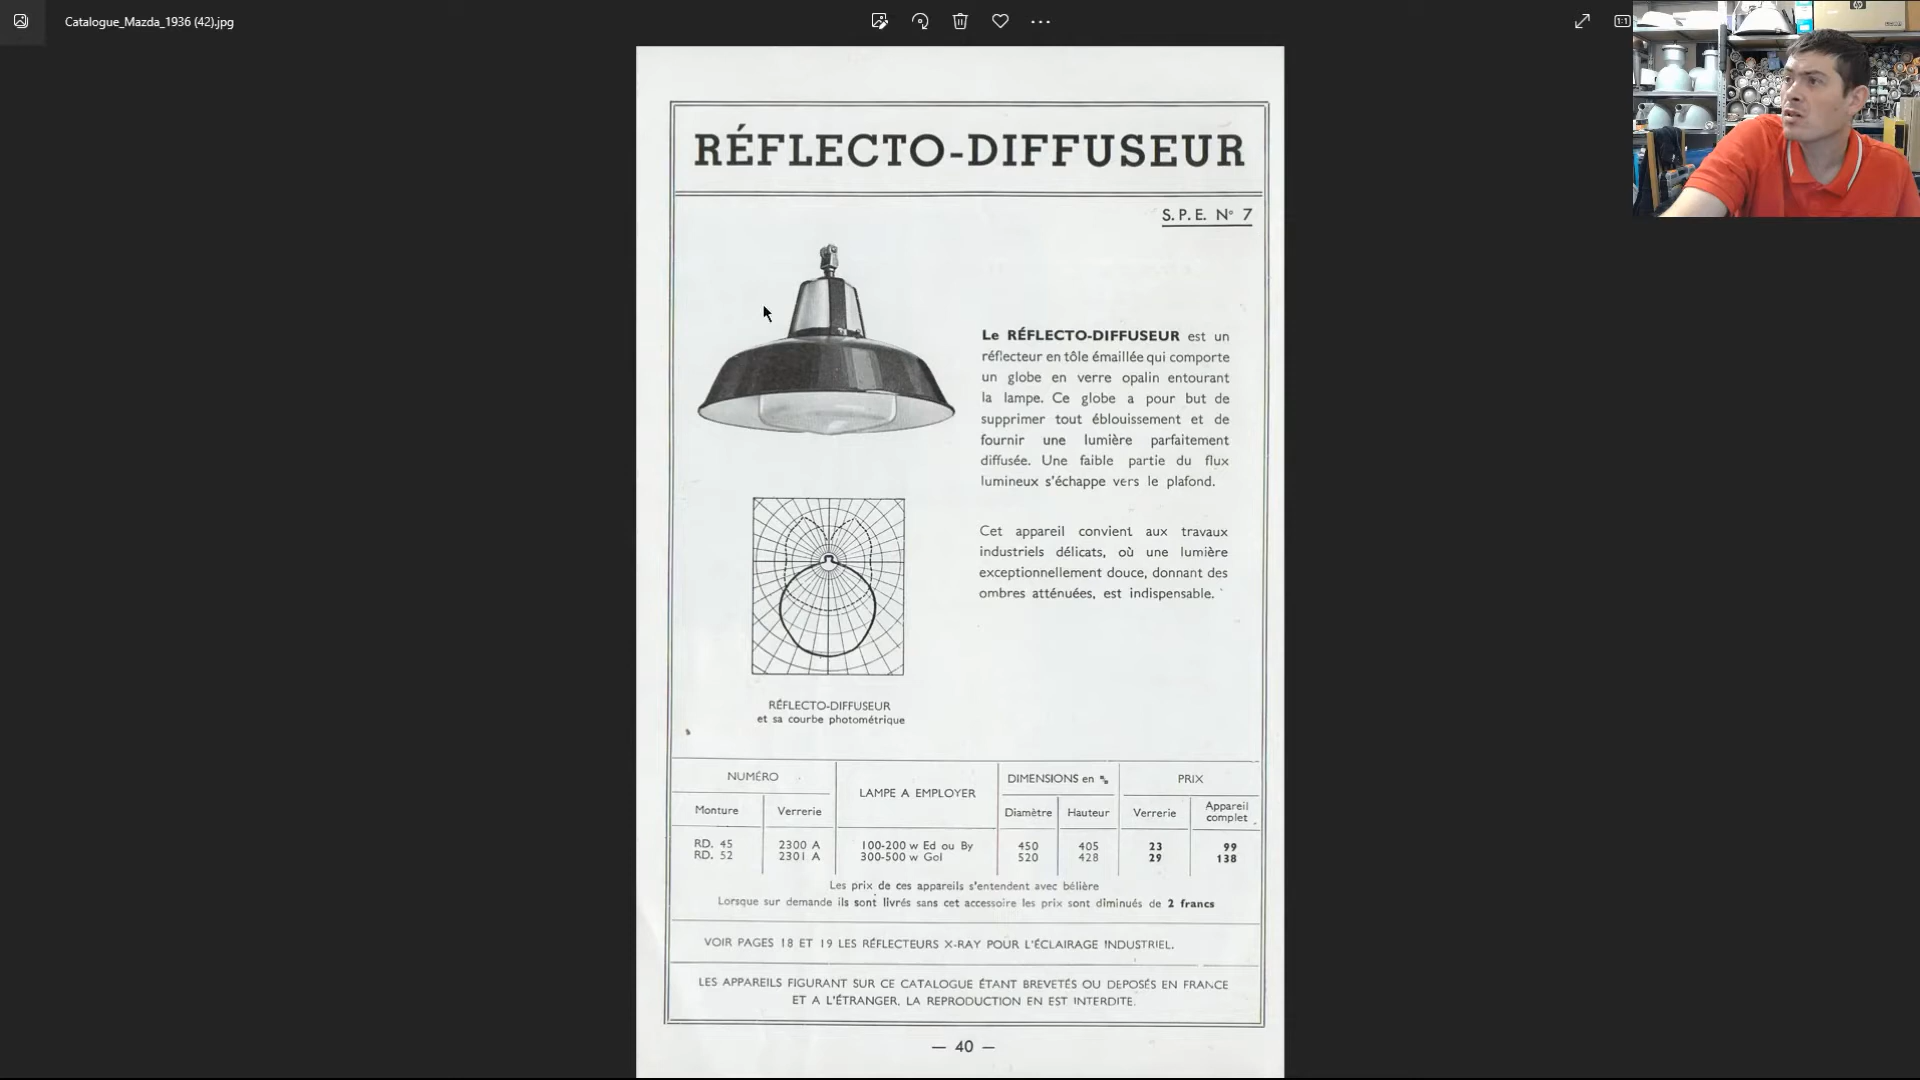 Catalogue_Mazda_1936 (42).jpg
RÉFLECTO-DIFFUSEUR
S.P.E. N° 7
Le RÉFLECTO-DIFFUSEUR est un
réflecteur en tôle émaillée qui comporte
un globe en verre opalin entourant
la lampe. Ce globe a pour but de
supprimer tout éblouissement et de
fournir une lumière parfaitement
diffusée. Une faible partie du flux
lumineux s'échappe vers le plafond.
Cet appareil convient aux travaux
industriels délicats, où une lumière
exceptionnellement douce, donnant des
ombres atténuées, est indispensable.
RÉFLECTO-DIFFUSEUR
et sa courbe photométrique
NUMÉRO LAMPE A EMPLOYER DIMENSIONS en PRIX
Monture Verrerie Diamètre Hauteur Verrerie Appareil complet
RD. 45 2300 A 100-200 w Ed ou By 450 405 23 99
RD. 52 2301 A 300-500 w Gol 520 428 29 138
Les prix de ces appareils s'entendent avec bélière
Lorsque sur demande ils sont livrés sans cet accessoire les prix sont diminués de 2 francs
VOIR PAGES 18 ET 19 LES RÉFLECTEURS X-RAY POUR L'ÉCLAIRAGE INDUSTRIEL.
LES APPAREILS FIGURANT SUR CE CATALOGUE ÉTANT BREVETÉS OU DEPOSÉS EN FRANCE
ET A L'ÉTRANGER, LA REPRODUCTION EN EST INTERDITE.
— 40 —